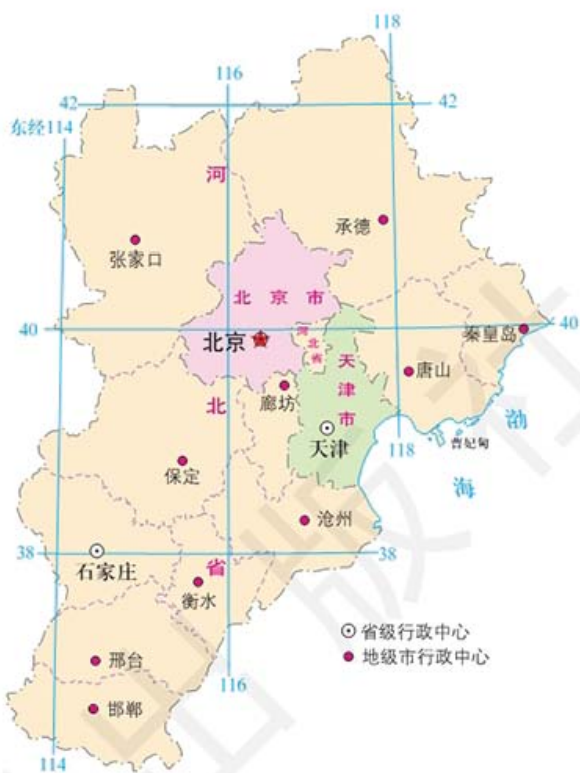 118
116
42
42
东经114
河
承德
张家口
北京市
40
40
北京
河北省
秦皇岛
天津市
唐山
廊坊
北
渤海
118
曹妃甸
天津
保定
沧州
38
38
石家庄
省
衡水
省级行政中心
邢台
地级市行政中心
116
邯郸
114
出版社